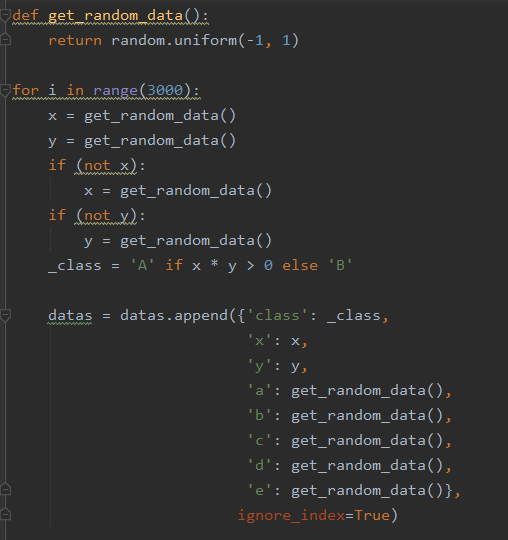 def get_random_data():
    return random.uniform(-1, 1)

for i in range(3000):
    x = get_random_data()
    y = get_random_data()
    if (not x):
        x = get_random_data()
    if (not y):
        y = get_random_data()
    _class = 'A' if x * y > 0 else 'B'

    datas = datas.append({'class': _class,
                          'x': x,
                          'y': y,
                          'a': get_random_data(),
                          'b': get_random_data(),
                          'c': get_random_data(),
                          'd': get_random_data(),
                          'e': get_random_data()},
                         ignore_index=True)